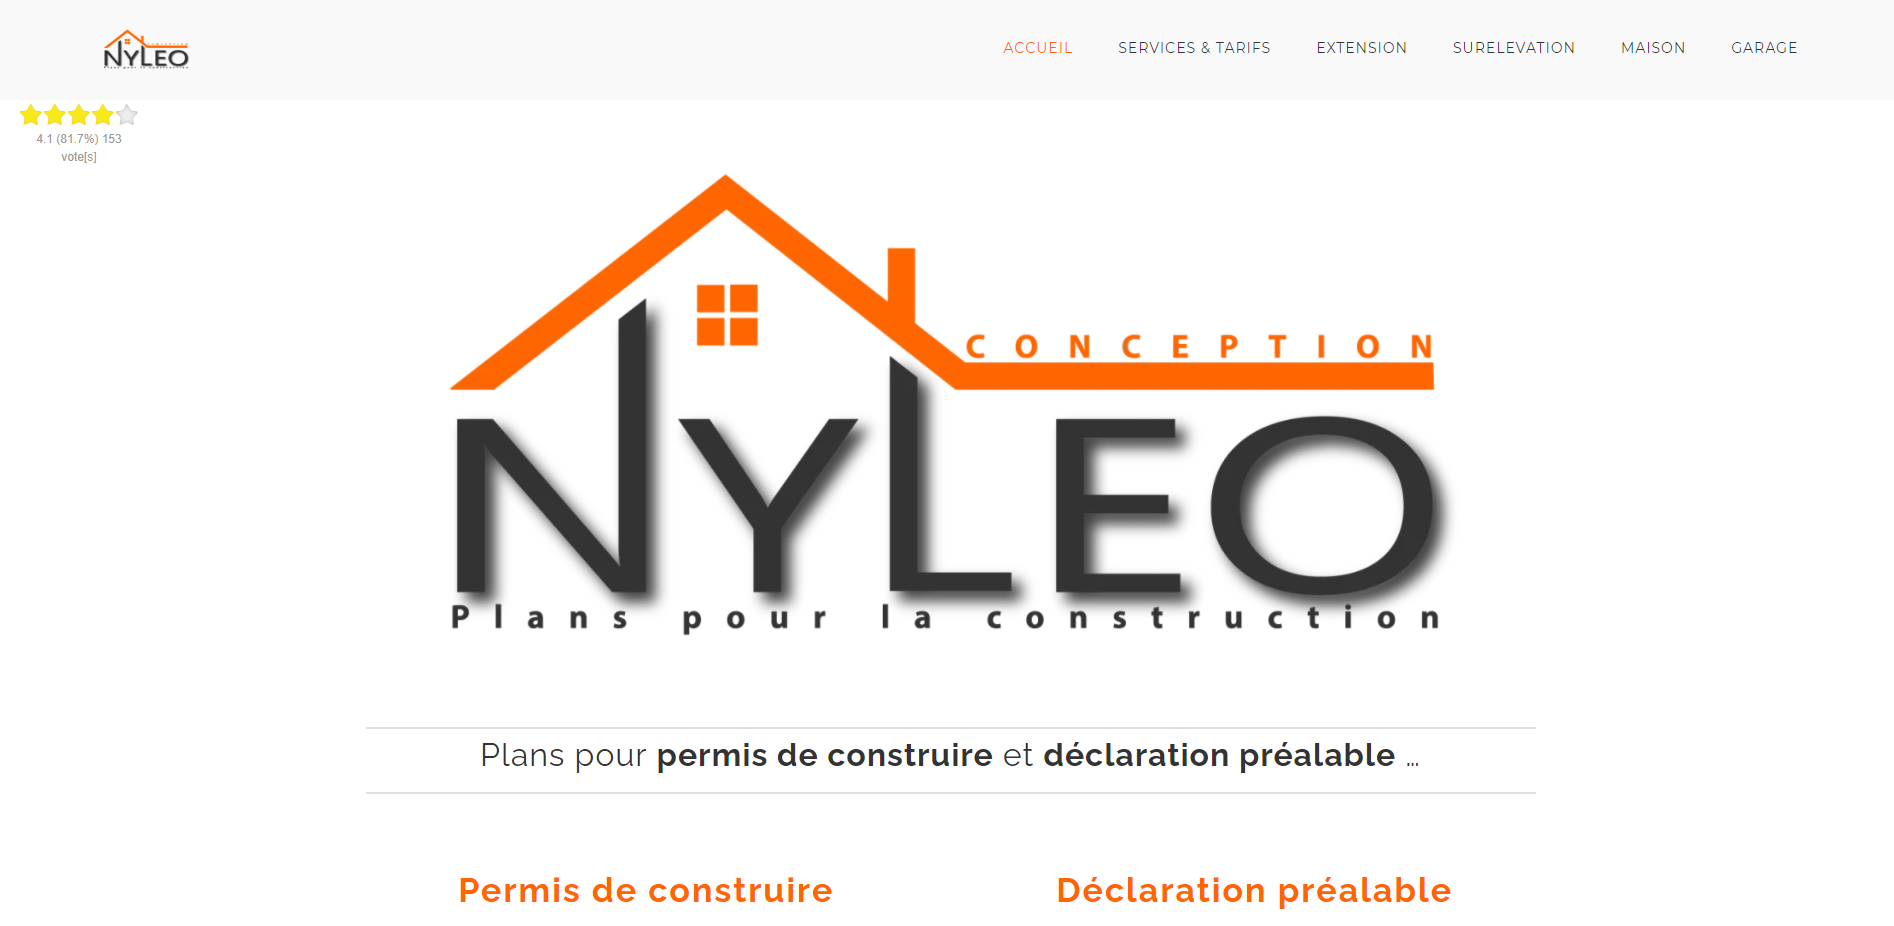 NYLEO
ACCUEIL SERVICES & TARIFS EXTENSION SURELEVATION MAISON GARAGE
4.1 (81.7%) 153
vote[s]
CONCEPTION
NYLEO
Plans pour la construction
Plans pour permis de construire et déclaration préalable ...
Permis de construire Déclaration préalable